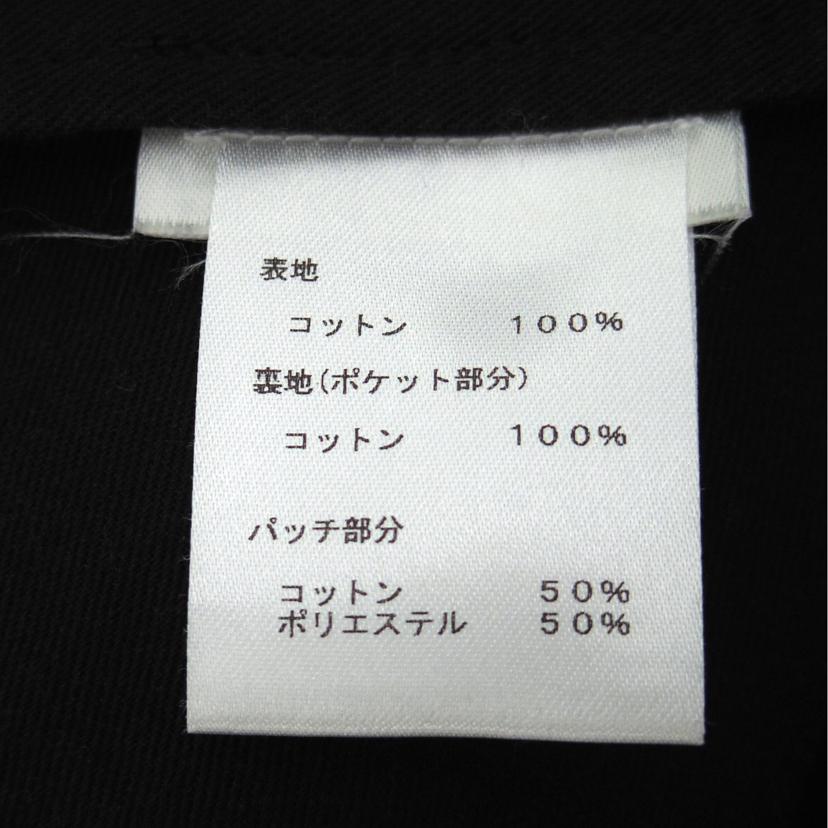 表地
コットン １００％
裏地(ポケット部分)
コットン １００％
パッチ部分
コットン ５０％
ポリエステル ５０％